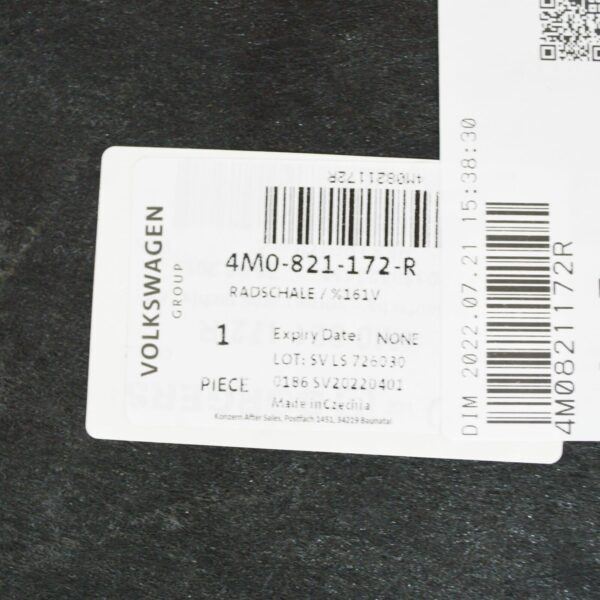 4M0821172R
VOLKSWAGEN
GROUP
4M0-821-172-R
RADSCHALE / %161V
1
PIECE
Expiry Date: NONE
LOT: SV LS 726030
0186 SV20220401
Made in Czechia
Konzern After Sales, Postfach 1451, 34219 Baunatal
DIM 2022.07.21 15:38:30
4M0821172R